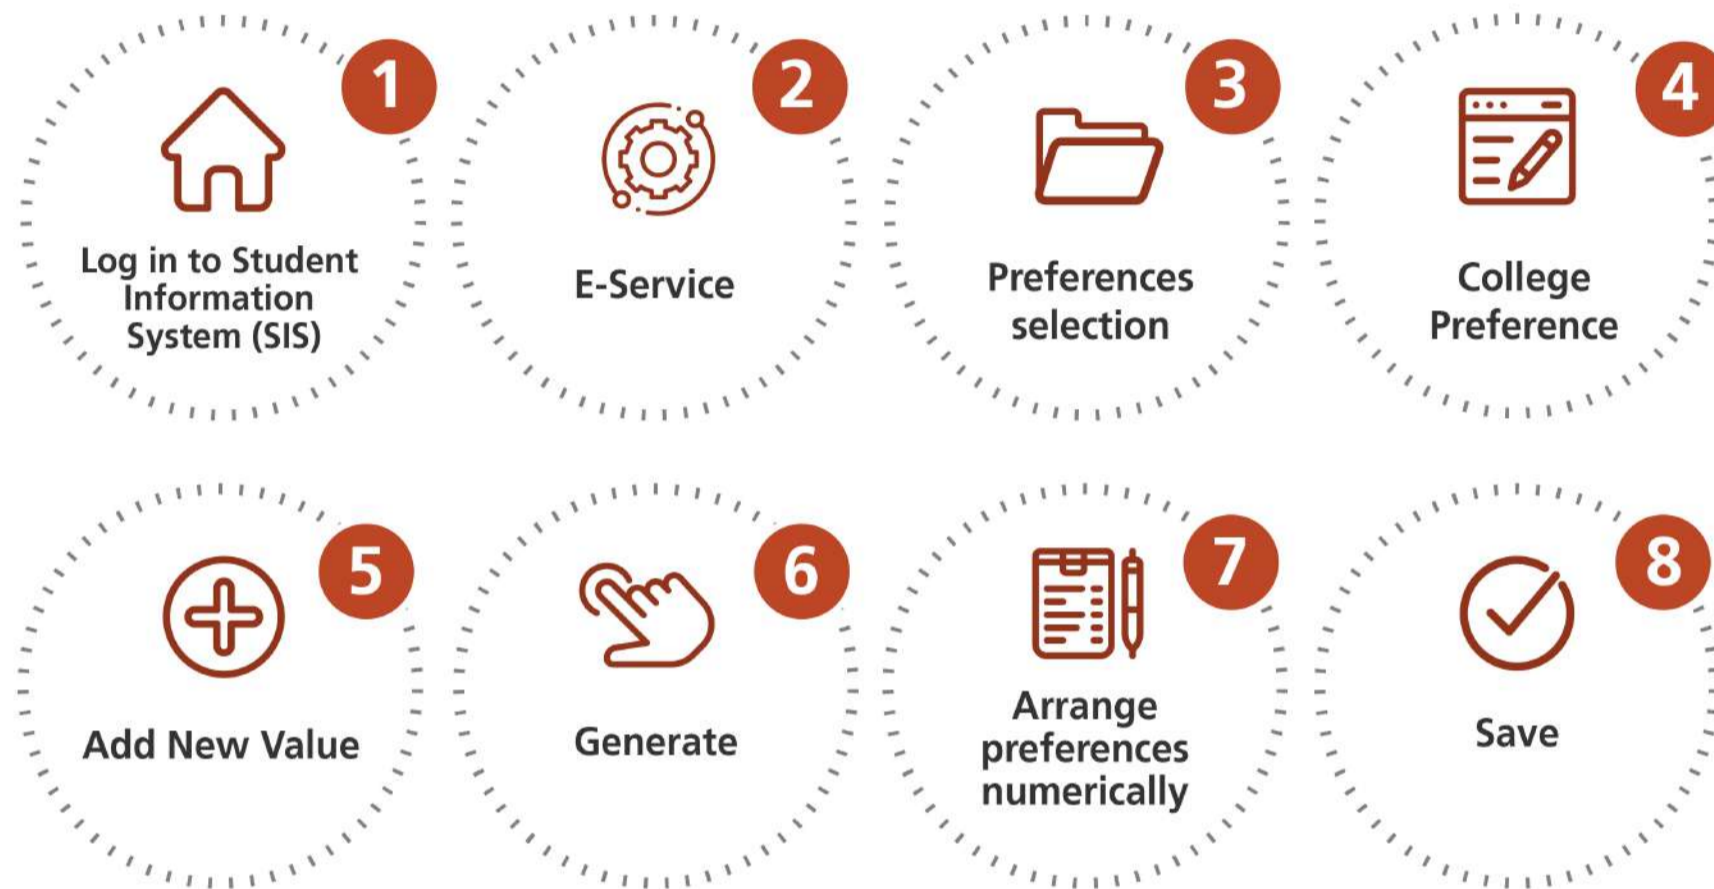 1
Log in to Student
Information
System (SIS)
2
E-Service
3
Preferences
selection
4
College
Preference
5
Add New Value
6
Generate
7
Arrange
preferences
numerically
8
Save